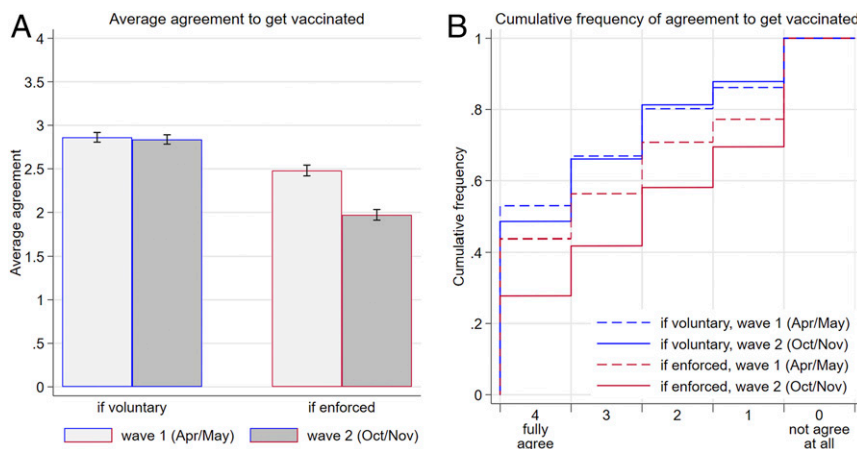 A
Average agreement to get vaccinated
4
3.5
3
2.5
2
1.5
1
.5
0
Average agreement
if voluntary
if enforced
wave 1 (Apr/May)
wave 2 (Oct/Nov)
B
Cumulative frequency of agreement to get vaccinated
1
.8
.6
.4
.2
0
Cumulative frequency
if voluntary, wave 1 (Apr/May)
if voluntary, wave 2 (Oct/Nov)
if enforced, wave 1 (Apr/May)
if enforced, wave 2 (Oct/Nov)
4
fully
agree
3
2
1
0
not agree
at all